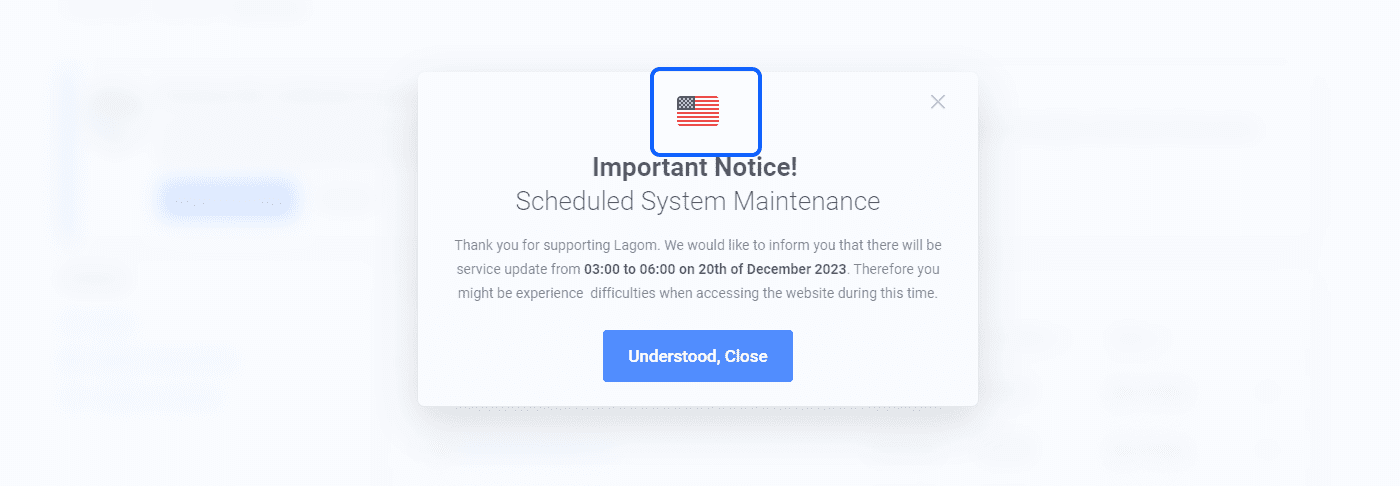 Important Notice!
Scheduled System Maintenance
Thank you for supporting Lagom. We would like to inform you that there will be
service update from 03:00 to 06:00 on 20th of December 2023. Therefore you
might be experience  difficulties when accessing the website during this time.
Understood, Close